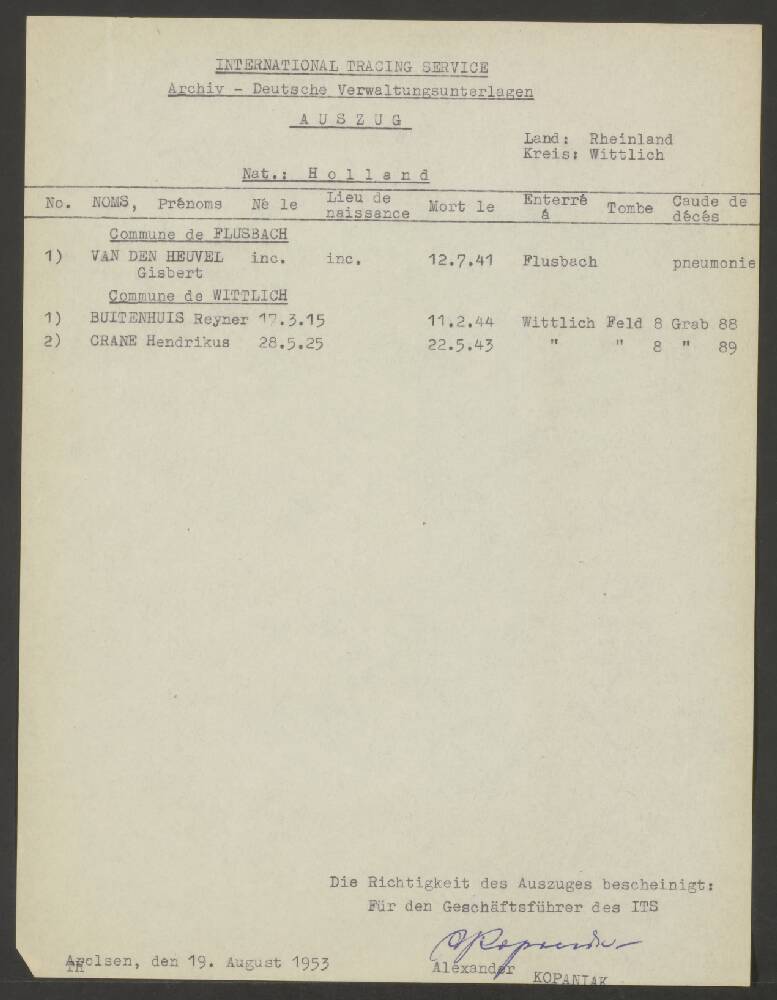 INTERNATIONAL TRACING SERVICE
Archiv - Deutsche Verwaltungsunterlagen
A U S Z U G
Land: Rheinland
Kreis: Wittlich
Nat.: H o l l a n d
No. NOMS, Prénoms Né le Lieu de naissance Mort le Enterré á Tombe Caude de décés
Commune de FLUSBACH
1) VAN DEN HEUVEL inc. inc. 12.7.41 Flusbach pneumonie
Gisbert
Commune de WITTLICH
1) BUITENHUIS Reyner 17.3.15 11.2.44 Wittlich Feld 8 Grab 88
2) CRANE Hendrikus 28.5.25 22.5.43 " " 8 " 89
Die Richtigkeit des Auszuges bescheinigt:
Für den Geschäftsführer des ITS
Arolsen, den 19. August 1953
Alexander KOPANIAK